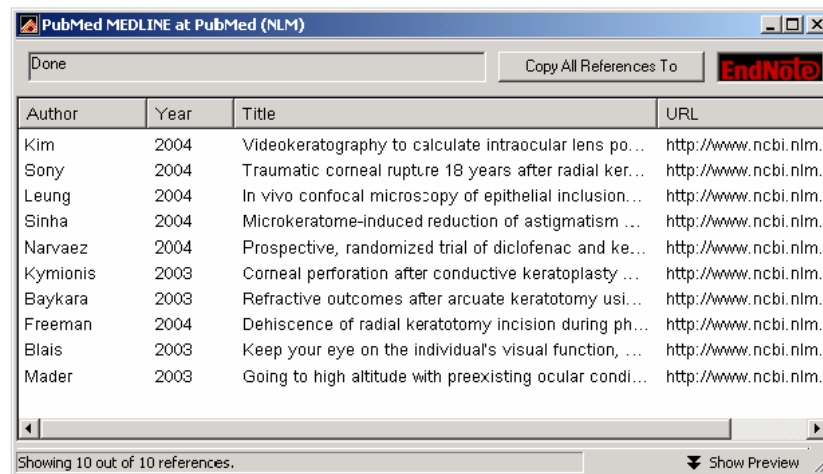 PubMed MEDLINE at PubMed (NLM)
Done Copy All References To EndNote
Author Year Title URL
Kim 2004 Videokeratography to calculate intraocular lens po... http://www.ncbi.nlm.
Sony 2004 Traumatic corneal rupture 18 years after radial ker... http://www.ncbi.nlm.
Leung 2004 In vivo confocal microscopy of epithelial inclusion... http://www.ncbi.nlm.
Sinha 2004 Microkeratome-induced reduction of astigmatism ... http://www.ncbi.nlm.
Narvaez 2004 Prospective, randomized trial of diclofenac and ke... http://www.ncbi.nlm.
Kymionis 2003 Corneal perforation after conductive keratoplasty ... http://www.ncbi.nlm.
Baykara 2003 Refractive outcomes after arcuate keratotomy usi... http://www.ncbi.nlm.
Freeman 2004 Dehiscence of radial keratotomy incision during ph... http://www.ncbi.nlm.
Blais 2003 Keep your eye on the individual's visual function, ... http://www.ncbi.nlm.
Mader 2003 Going to high altitude with preexisting ocular condi... http://www.ncbi.nlm.
Showing 10 out of 10 references. Show Preview